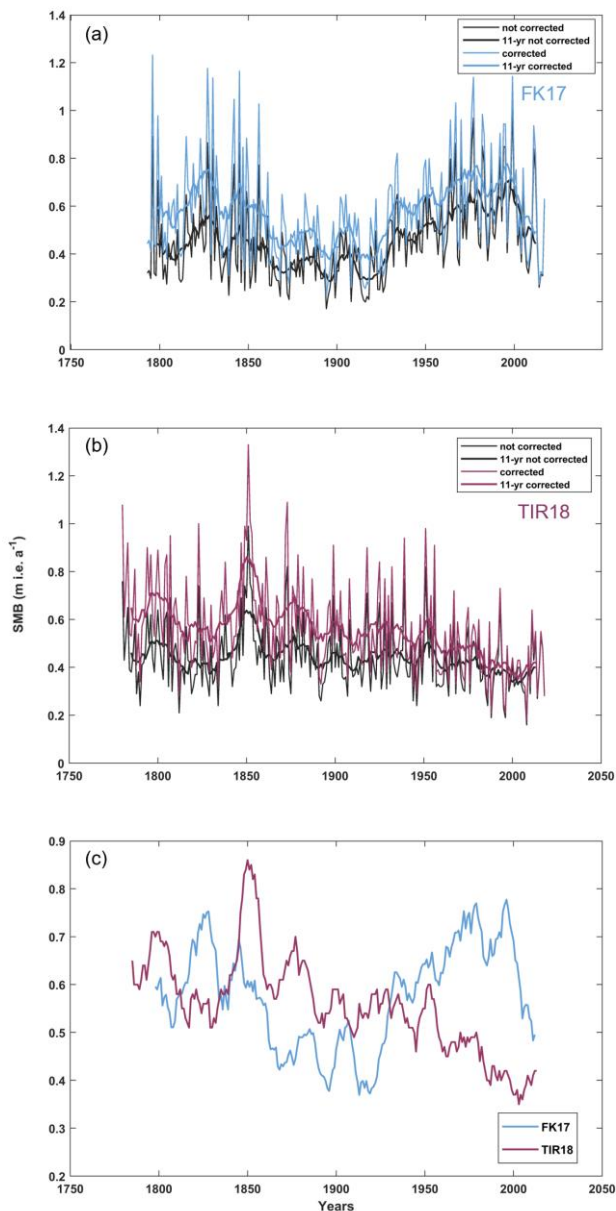 (a)
not corrected
11-yr not corrected
corrected
11-yr corrected
FK17
1.4
1.2
1
0.8
0.6
0.4
0.2
0
1750 1800 1850 1900 1950 2000 2050
(b)
not corrected
11-yr not corrected
corrected
11-yr corrected
TIR18
SMB (m i.e. a⁻¹)
1.4
1.2
1
0.8
0.6
0.4
0.2
0
1750 1800 1850 1900 1950 2000 2050
(c)
0.9
0.8
0.7
0.6
0.5
0.4
0.3
0.2
FK17
TIR18
1750 1800 1850 1900 1950 2000 2050
Years